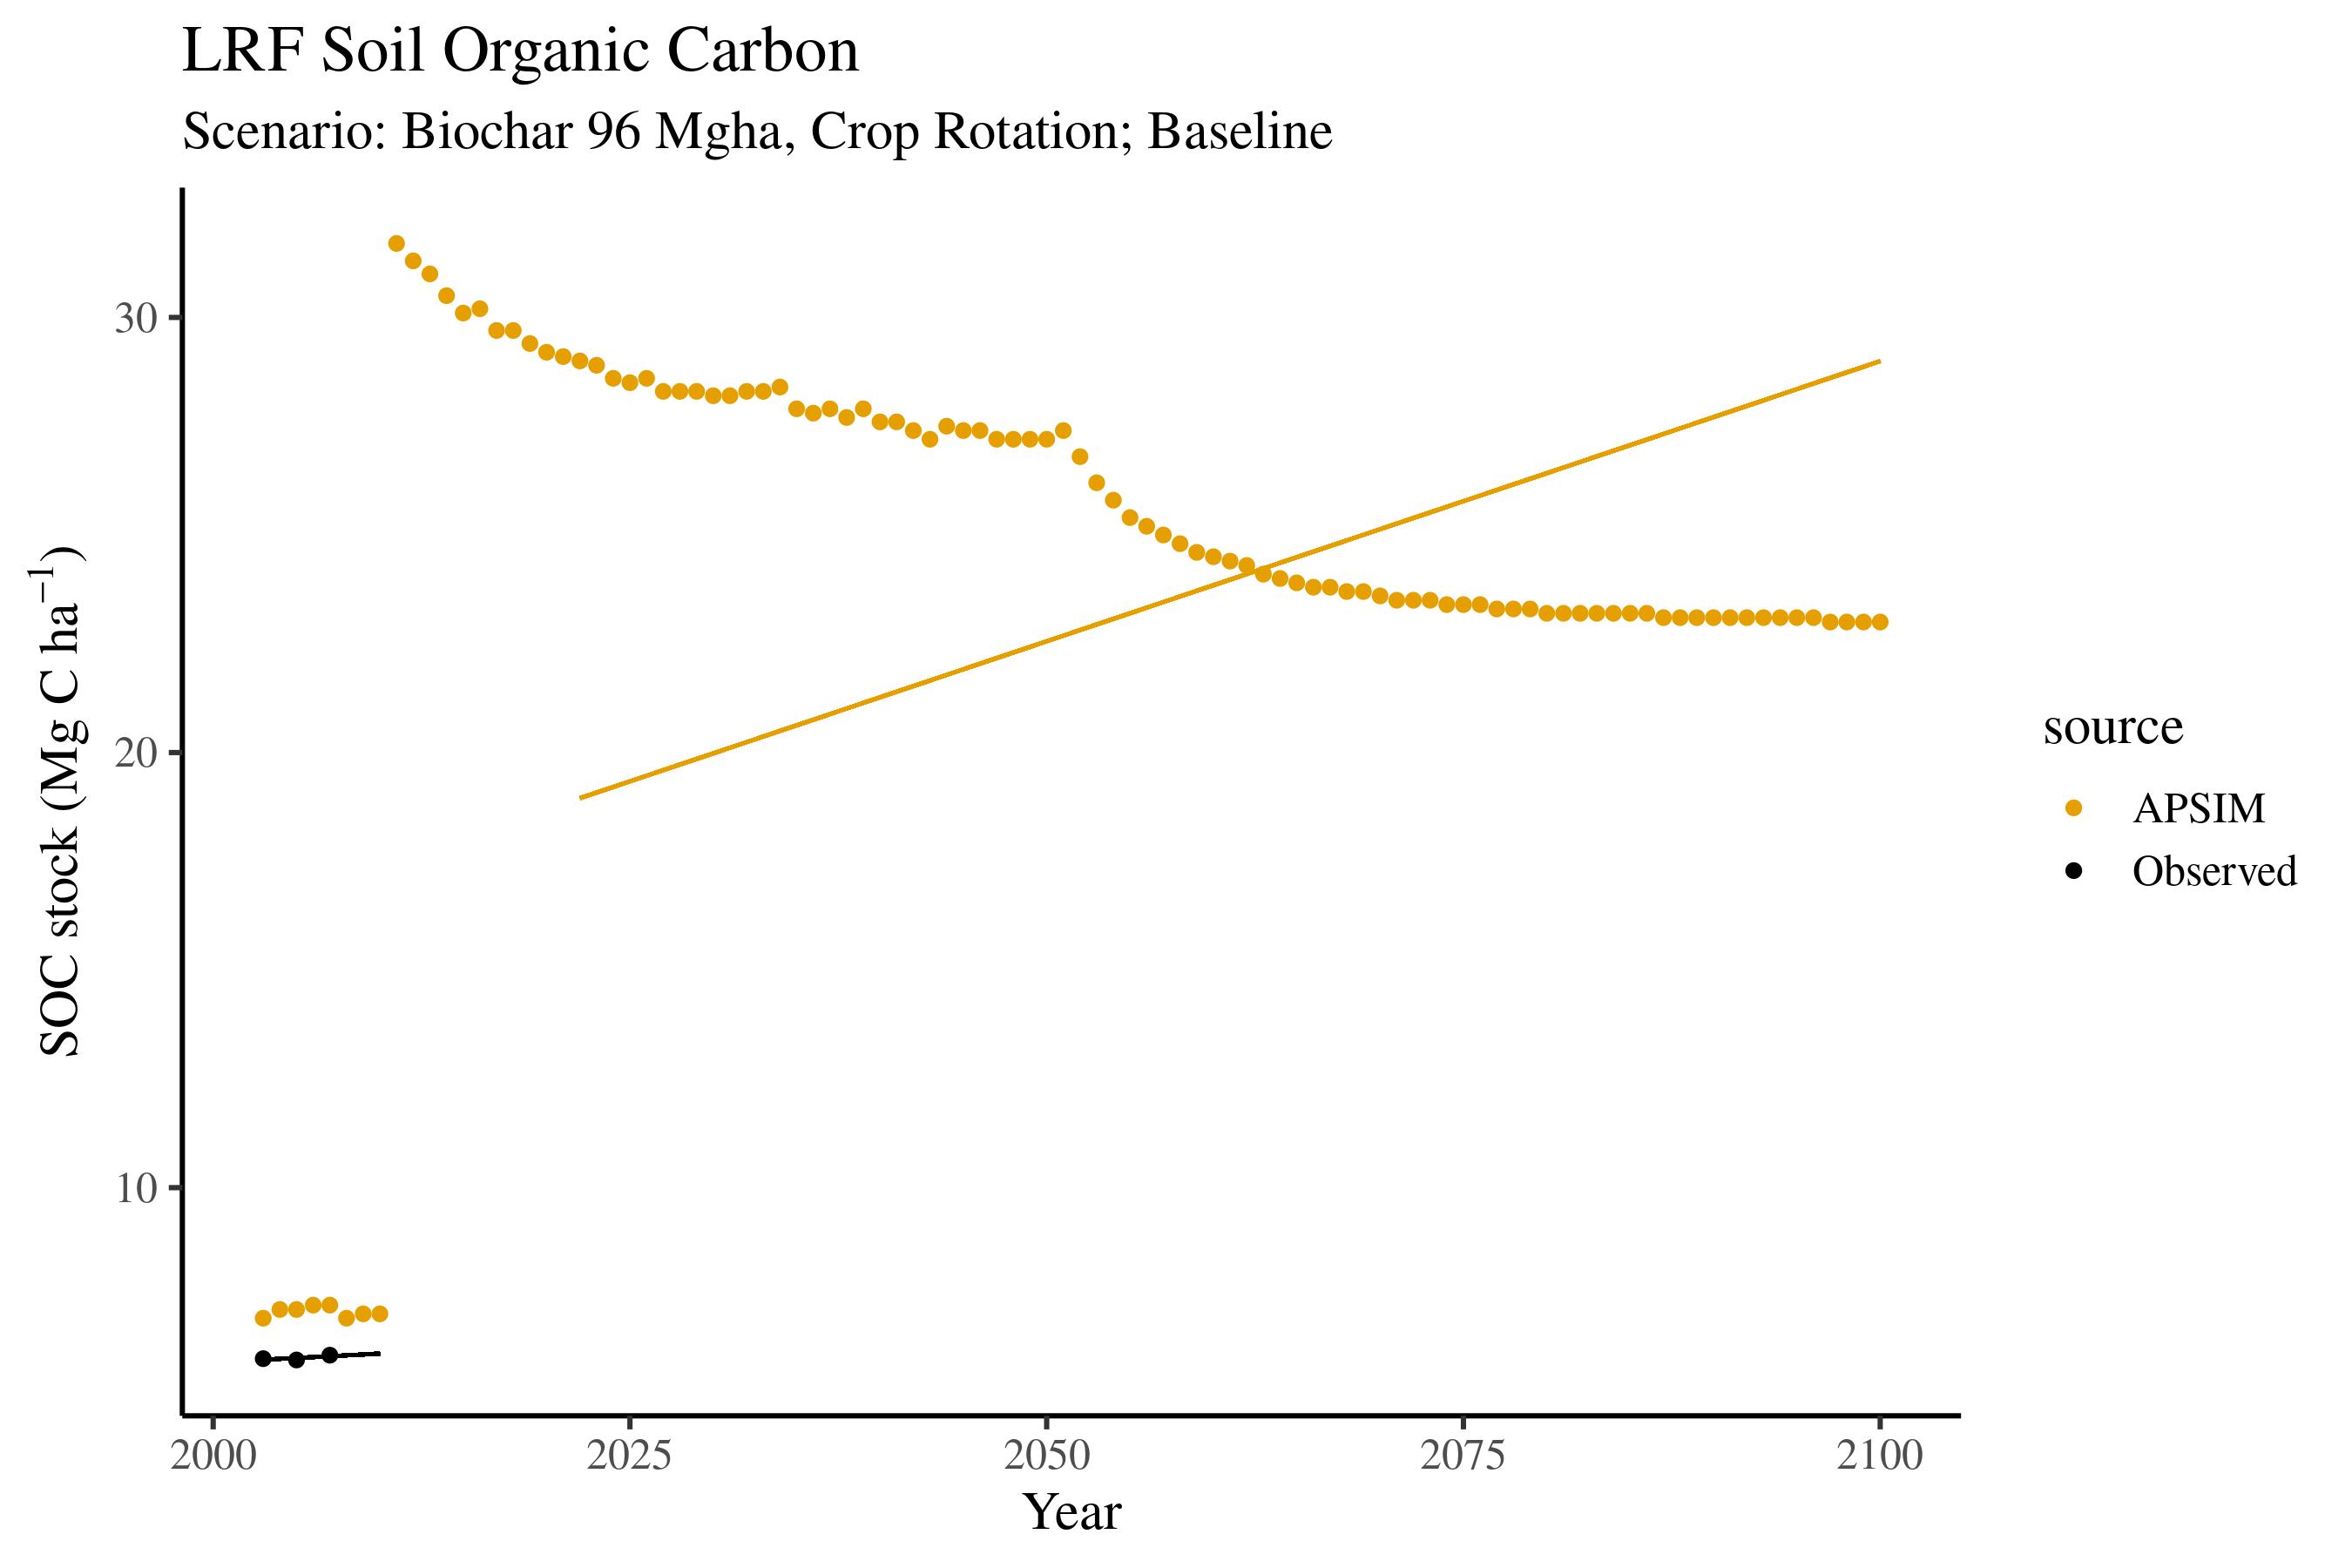 LRF Soil Organic Carbon
Scenario: Biochar 96 Mgha, Crop Rotation; Baseline
SOC stock (Mg C ha⁻¹)
30
20
10
2000 2025 2050 2075 2100
Year
source
APSIM
Observed